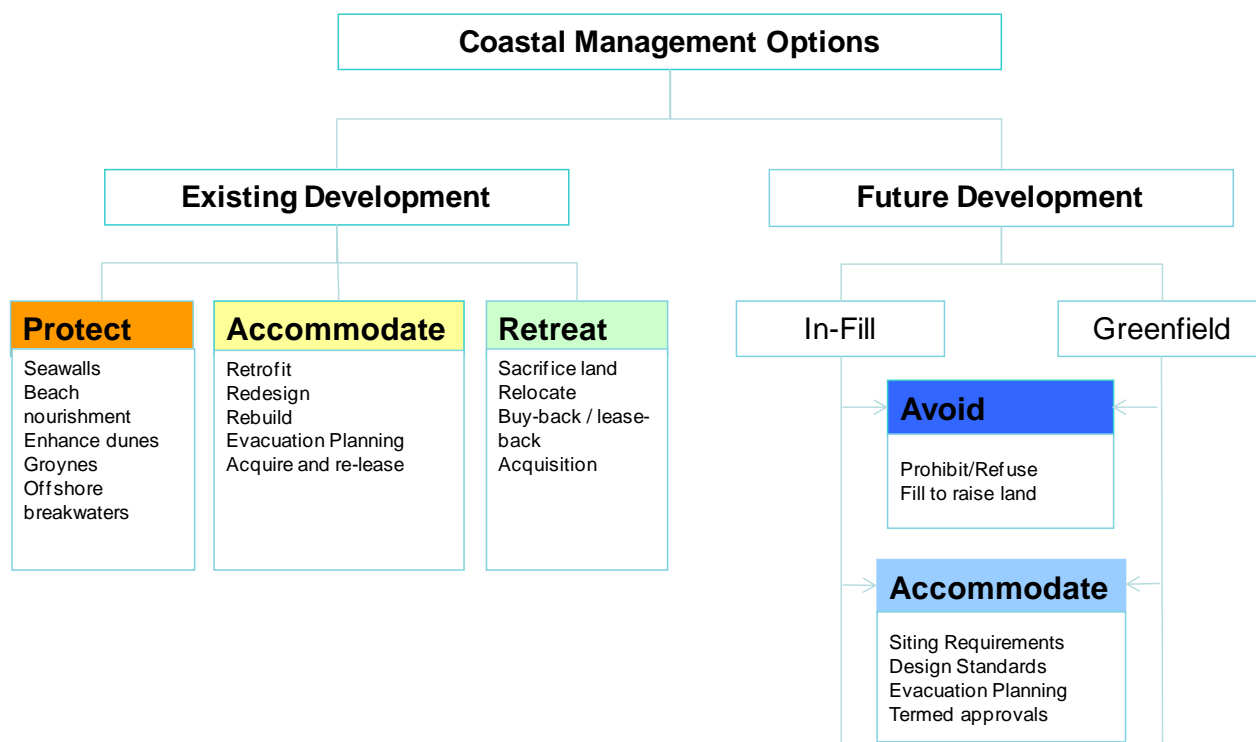 Coastal Management Options
Existing Development
Future Development
Protect
Seawalls
Beach
nourishment
Enhance dunes
Groynes
Offshore
breakwaters
Accommodate
Retrofit
Redesign
Rebuild
Evacuation Planning
Acquire and re-lease
Retreat
Sacrifice land
Relocate
Buy-back / lease-
back
Acquisition
In-Fill
Greenfield
Avoid
Prohibit/Refuse
Fill to raise land
Accommodate
Siting Requirements
Design Standards
Evacuation Planning
Termed approvals